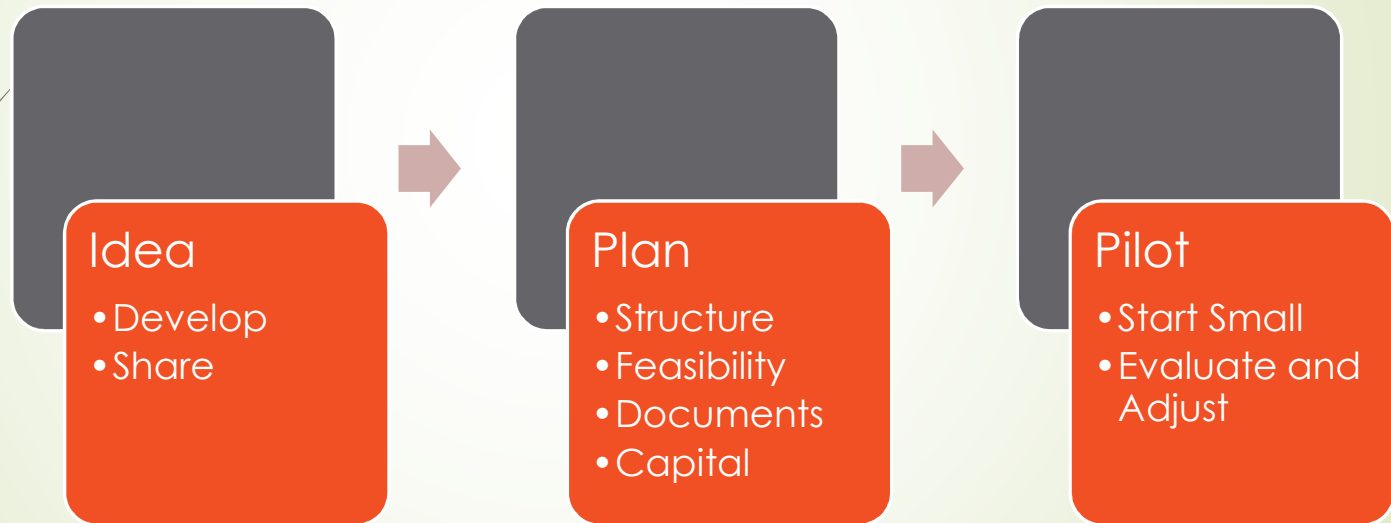 Idea
•Develop
•Share
Plan
•Structure
•Feasibility
•Documents
•Capital
Pilot
•Start Small
•Evaluate and
Adjust